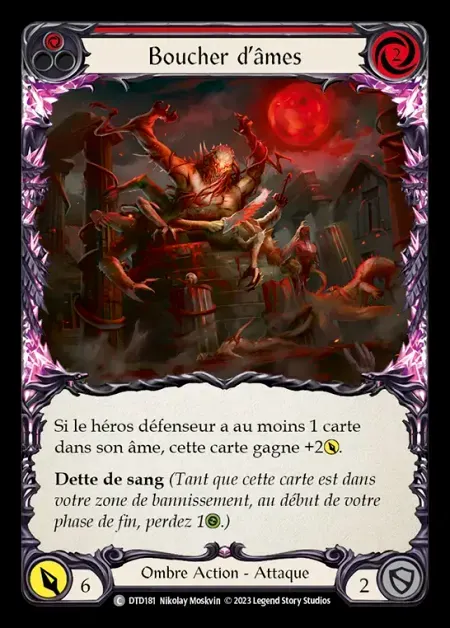 Boucher d'âmes
2
Si le héros défenseur a au moins 1 carte
dans son âme, cette carte gagne +2.
Dette de sang (Tant que cette carte est dans
votre zone de bannissement, au début de votre
phase de fin, perdez 1.)
6
Ombre Action - Attaque
2
C DTD181 Nikolay Moskvin © 2023 Legend Story Studios